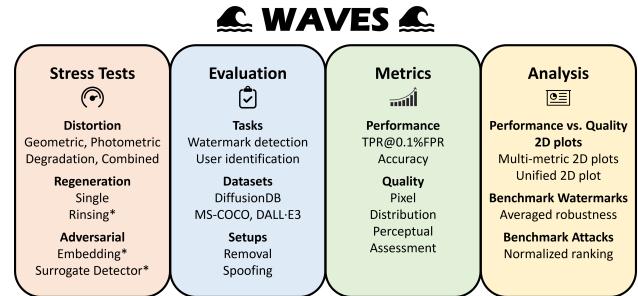 WAVES
Stress Tests
Distortion
Geometric, Photometric
Degradation, Combined
Regeneration
Single
Rinsing*
Adversarial
Embedding*
Surrogate Detector*
Evaluation
Tasks
Watermark detection
User identification
Datasets
DiffusionDB
MS-COCO, DALL·E3
Setups
Removal
Spoofing
Metrics
Performance
TPR@0.1%FPR
Accuracy
Quality
Pixel
Distribution
Perceptual
Assessment
Analysis
Performance vs. Quality
2D plots
Multi-metric 2D plots
Unified 2D plot
Benchmark Watermarks
Averaged robustness
Benchmark Attacks
Normalized ranking